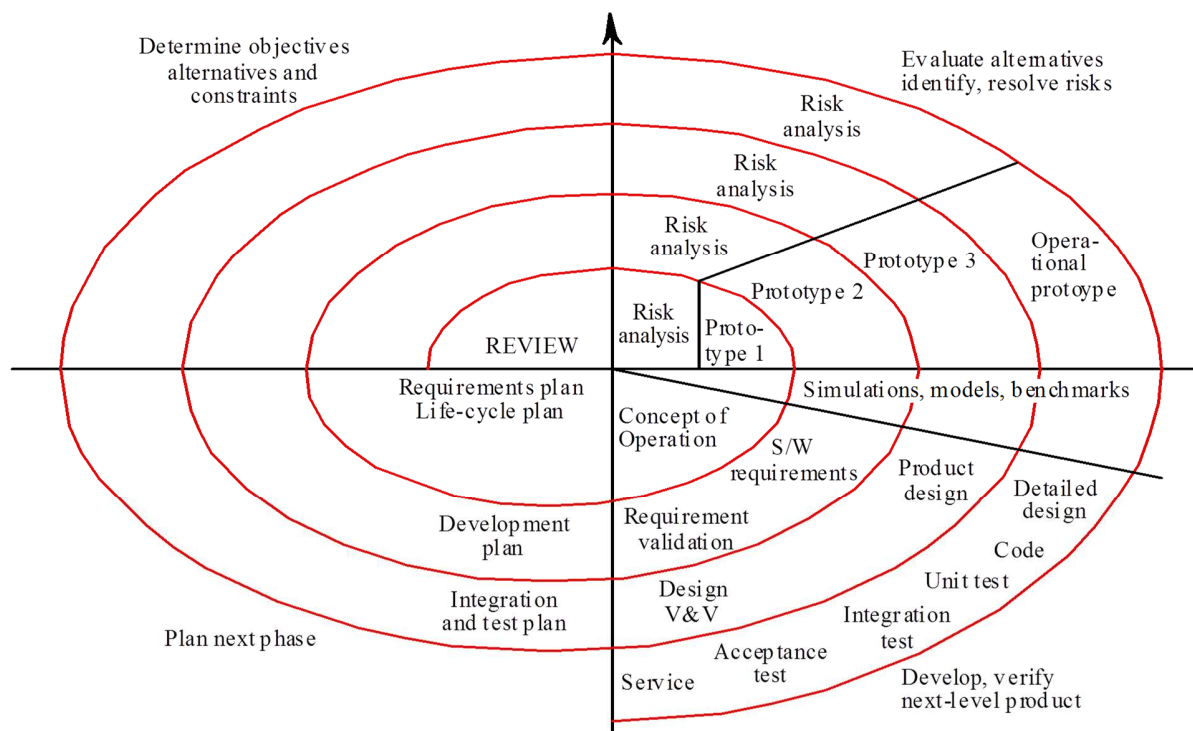 Determine objectives
alternatives and
constraints
Evaluate alternatives
identify, resolve risks
Risk
analysis
Risk
analysis
Risk
analysis
Risk
analysis
Proto-
type 1
Prototype 2
Prototype 3
Opera-
tional
protoype
REVIEW
Requirements plan
Life-cycle plan
Simulations, models, benchmarks
Concept of
Operation
S/W
requirements
Product
design
Detailed
design
Development
plan
Requirement
validation
Code
Unit test
Integration
and test plan
Design
V&V
Integration
test
Plan next phase
Acceptance
test
Service
Develop, verify
next-level product